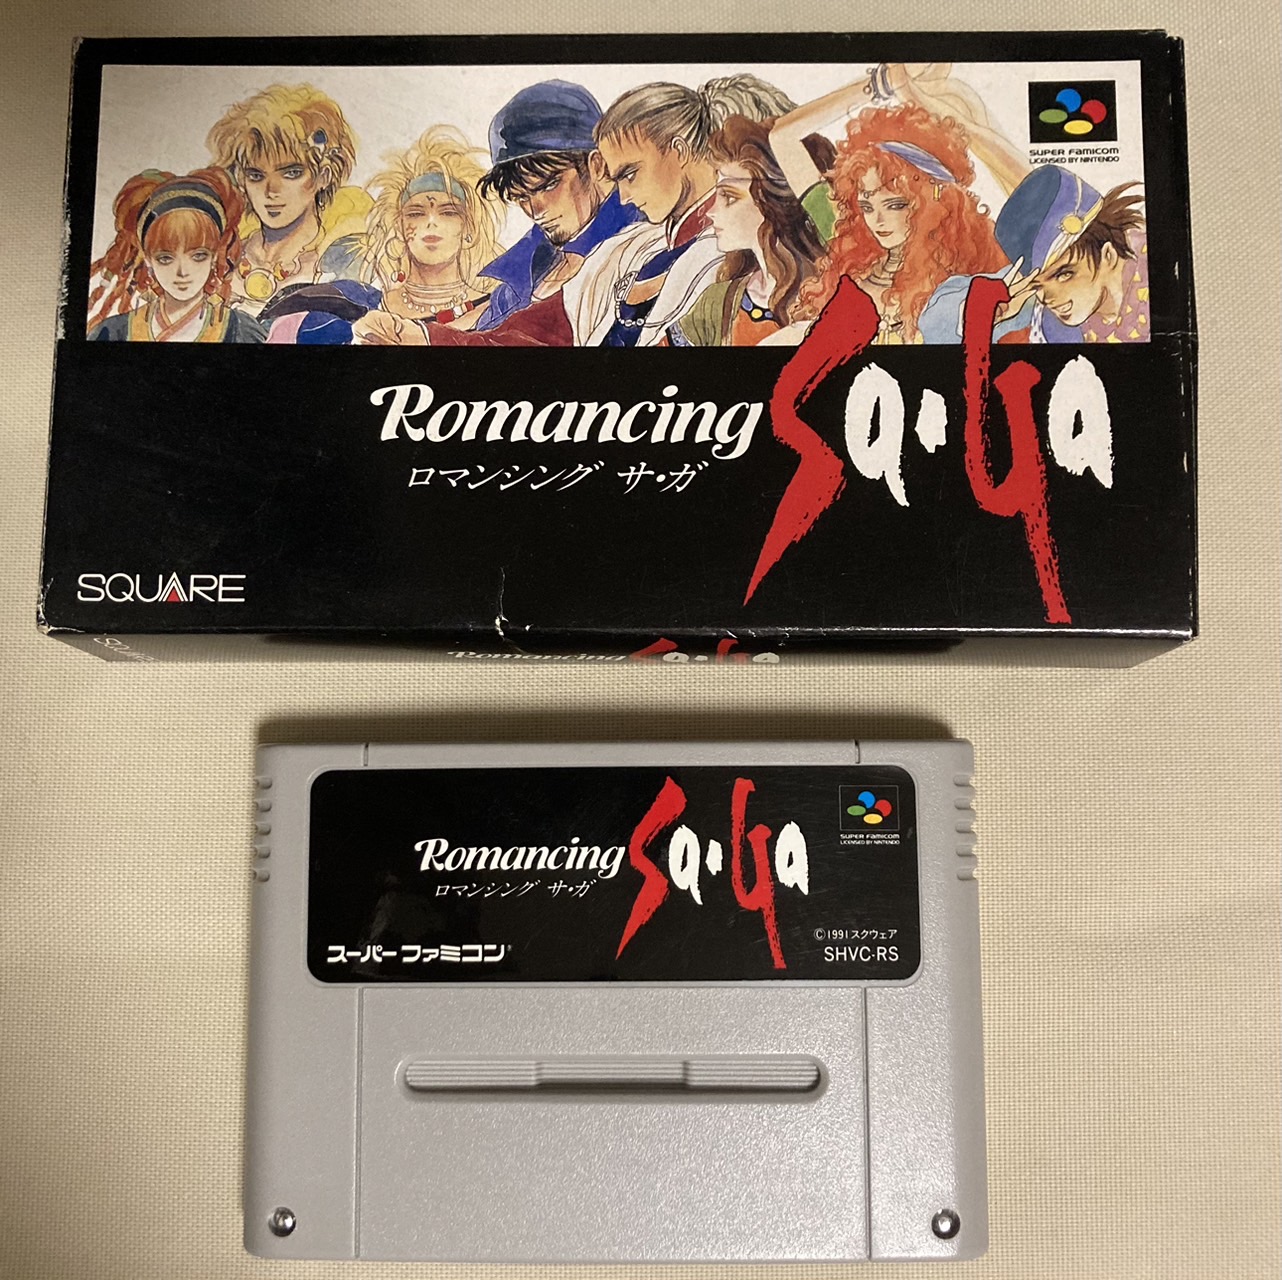 SUPER FAMICOM
LICENSED BY NINTENDO
Romancing Sa・Ga
ロマンシング サ・ガ
SQUARE
Romancing Sa・Ga
Romancing Sa・Ga
ロマンシング サ・ガ
SUPER FAMICOM
LICENSED BY NINTENDO
©1991 スクウェア
スーパーファミコン
SHVC-RS